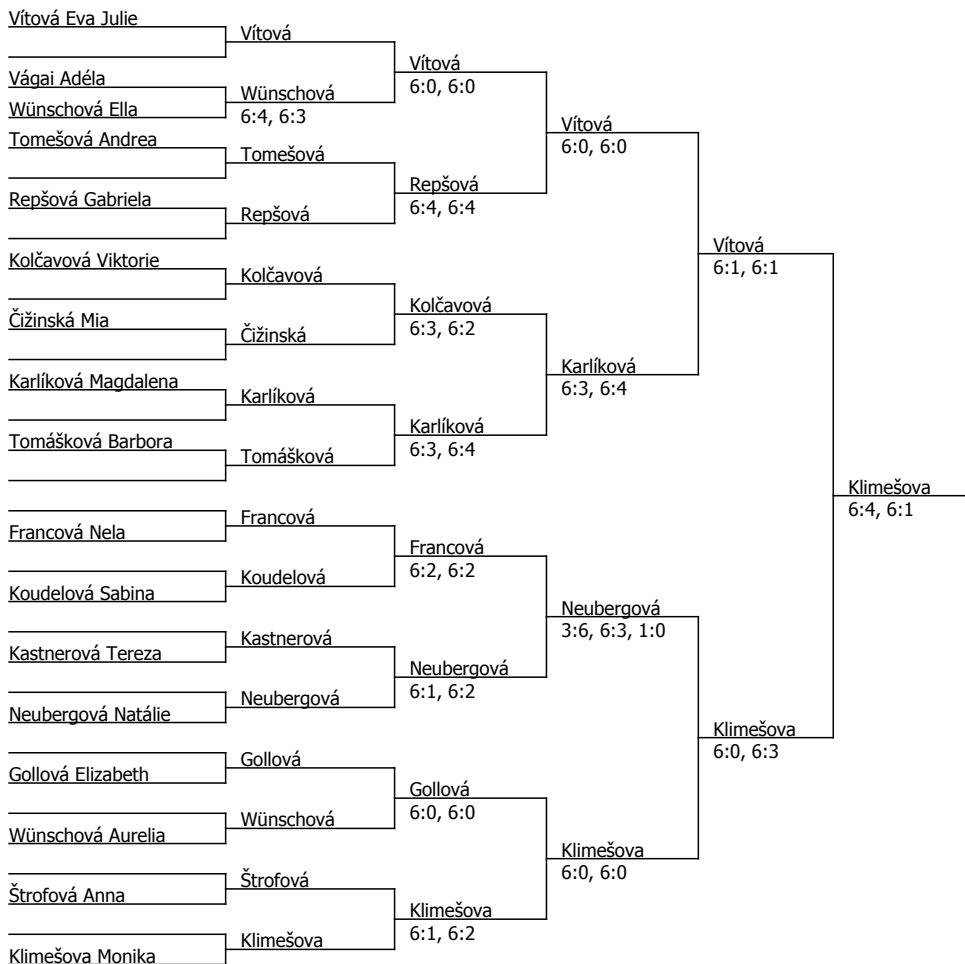 Vítová Eva Julie
Vágai Adéla
Wünschová Ella
Tomešová Andrea
Repšová Gabriela
Kolčavová Viktorie
Čižinská Mia
Karlíková Magdalena
Tomášková Barbora
Francová Nela
Koudelová Sabina
Kastnerová Tereza
Neubergová Natálie
Gollová Elizabeth
Wünschová Aurelia
Štrofová Anna
Klimešova Monika
Vítová
Wünschová
6:4, 6:3
Tomešová
Repšová
Kolčavová
Čižinská
Karlíková
Tomášková
Francová
Koudelová
Kastnerová
Neubergová
Gollová
Wünschová
Štrofová
Klimešova
Vítová
6:0, 6:0
Repšová
6:4, 6:4
Kolčavová
6:3, 6:2
Karlíková
6:3, 6:4
Francová
6:2, 6:2
Neubergová
6:1, 6:2
Gollová
6:0, 6:0
Klimešova
6:1, 6:2
Vítová
6:0, 6:0
Karlíková
6:3, 6:4
Neubergová
3:6, 6:3, 1:0
Klimešova
6:0, 6:0
Vítová
6:1, 6:1
Klimešova
6:0, 6:3
Klimešova
6:4, 6:1